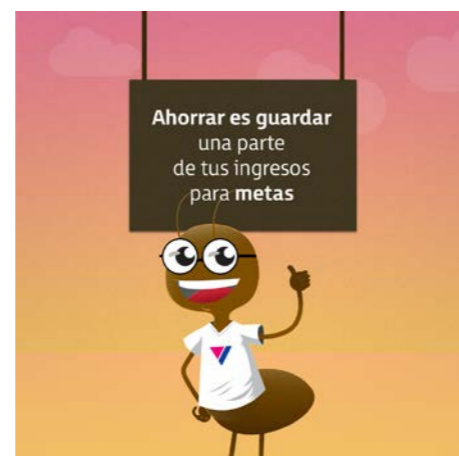 Ahorrar es guardar
una parte
de tus ingresos
para metas